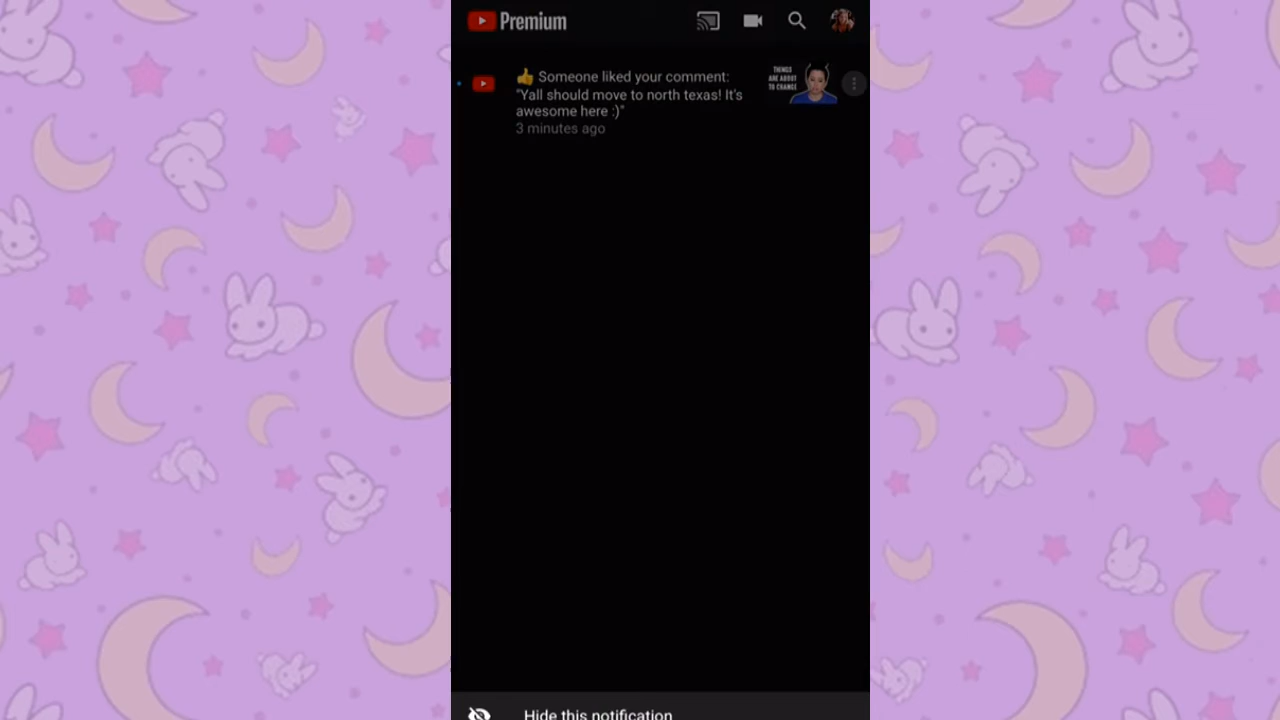 Premium
👍 Someone liked your comment:
"Yall should move to north texas! It's
awesome here :)"
3 minutes ago
THINGS
ARE ABOUT
TO CHANGE
Hide this notification